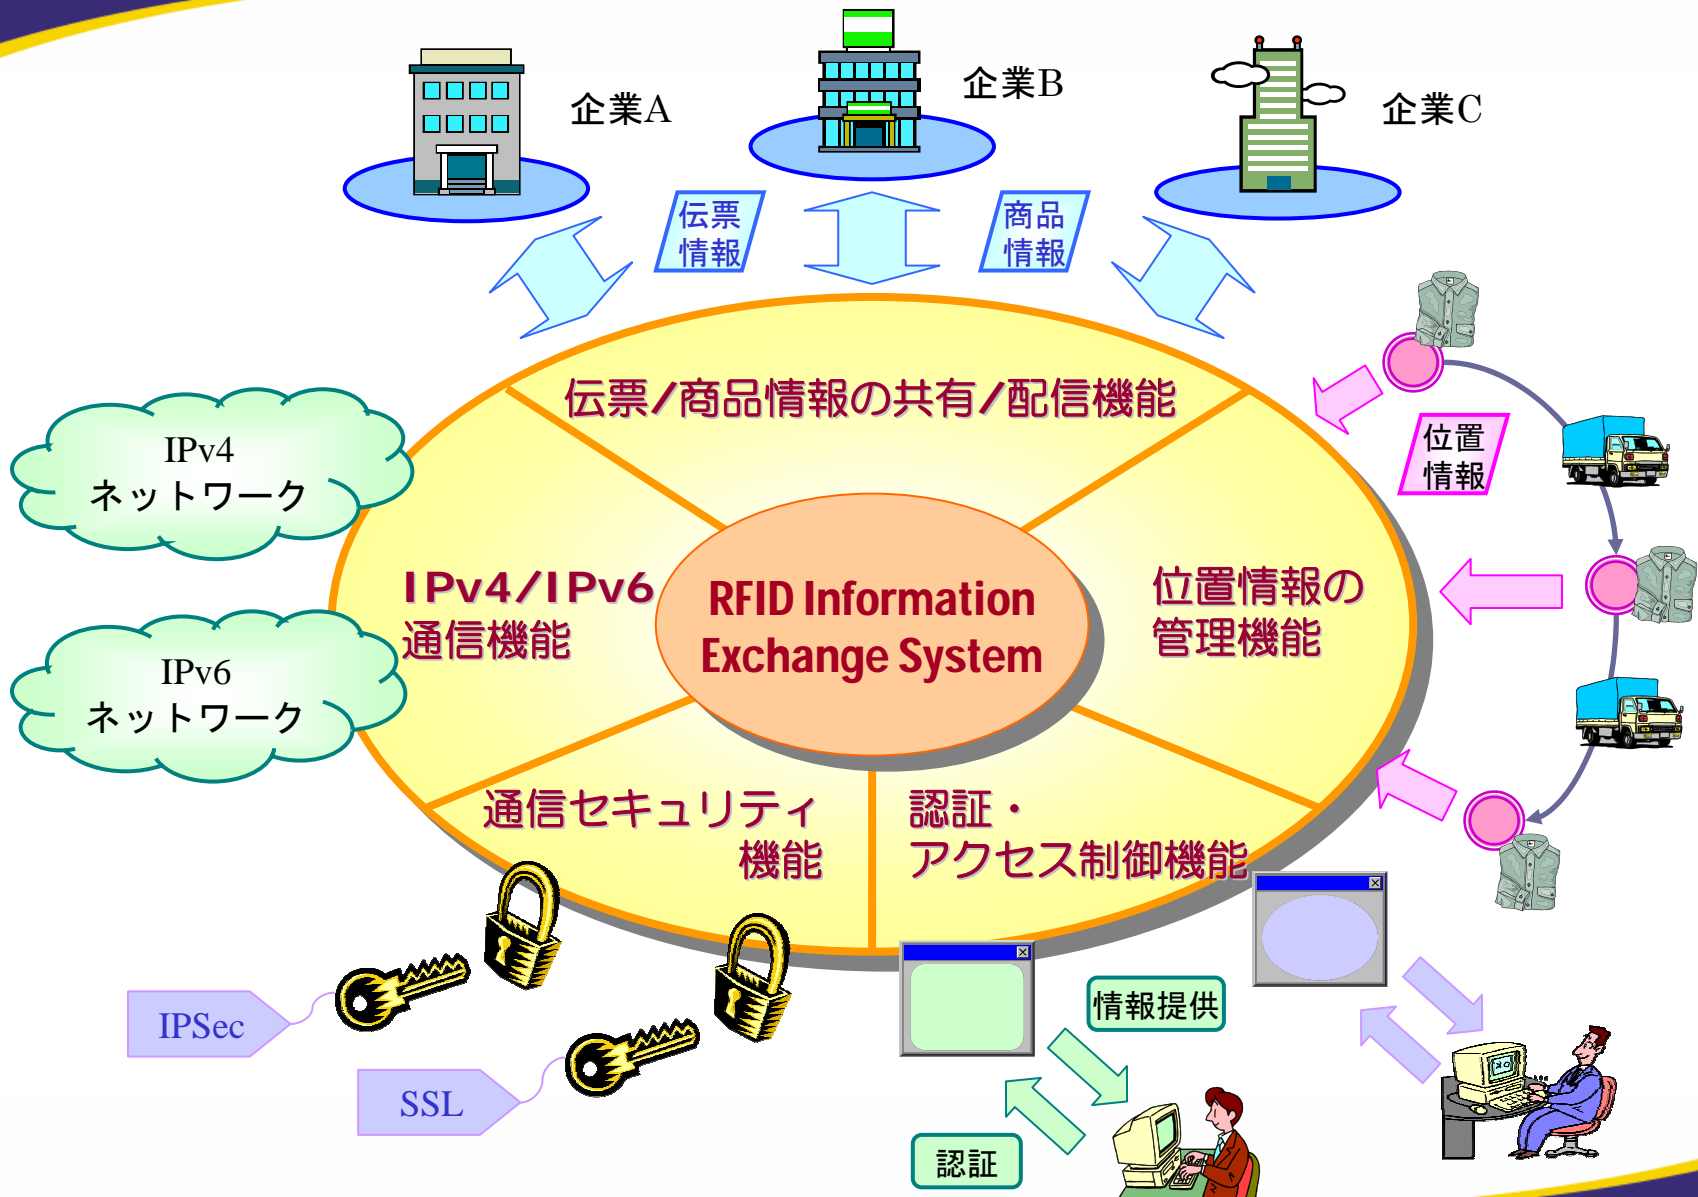 企業A
企業B
企業C
伝票
情報
商品
情報
伝票/商品情報の共有/配信機能
IPv4
ネットワーク
位置
情報
IPv4/IPv6
通信機能
RFID Information
Exchange System
位置情報の
管理機能
IPv6
ネットワーク
通信セキュリティ
機能
認証・
アクセス制御機能
IPSec
SSL
情報提供
認証